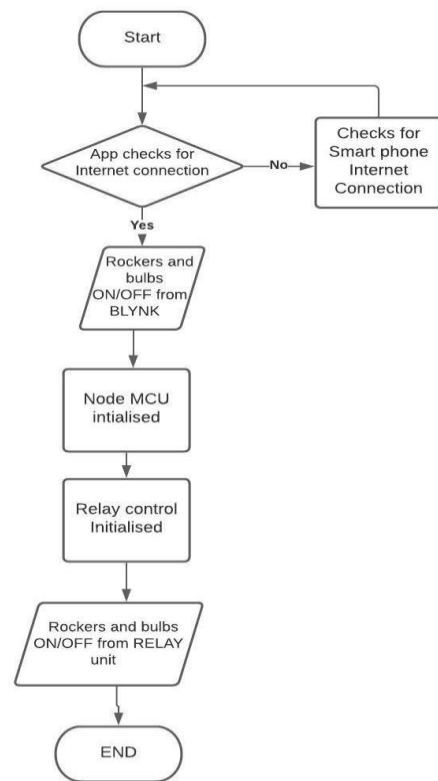 Start
App checks for
Internet connection
No
Checks for
Smart phone
Internet
Connection
Yes
Rockers and
bulbs
ON/OFF from
BLYNK
Node MCU
intialised
Relay control
Initialised
Rockers and bulbs
ON/OFF from RELAY
unit
END